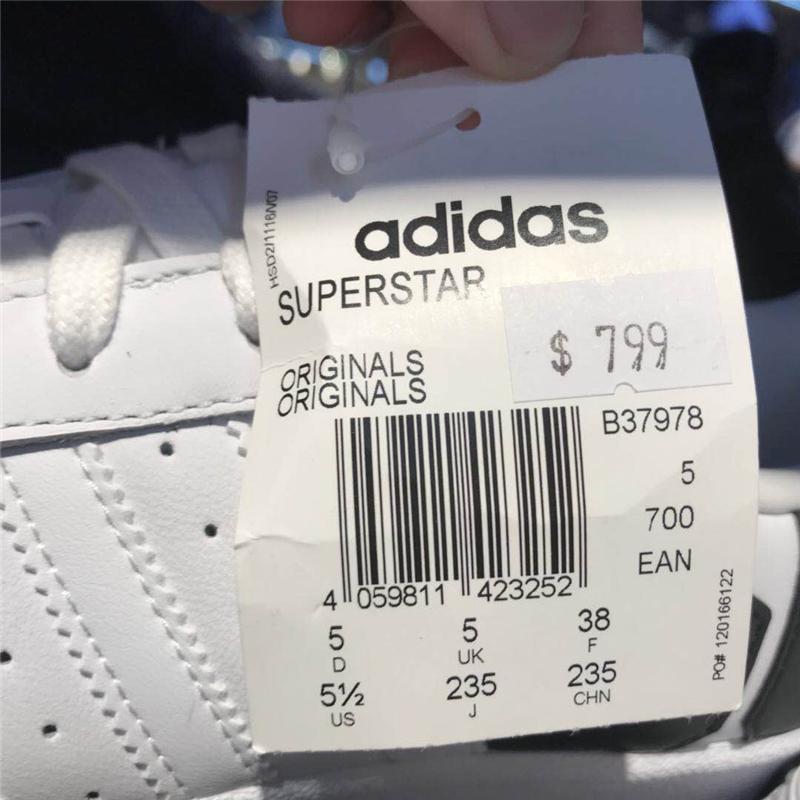 adidas
HSD2/1116/V07
SUPERSTAR
$ 799
ORIGINALS
ORIGINALS
B37978
5
700
EAN
4 059811 423252
5 5 38
D UK F
5½ 235 235
US J CHN
PO# 120166122